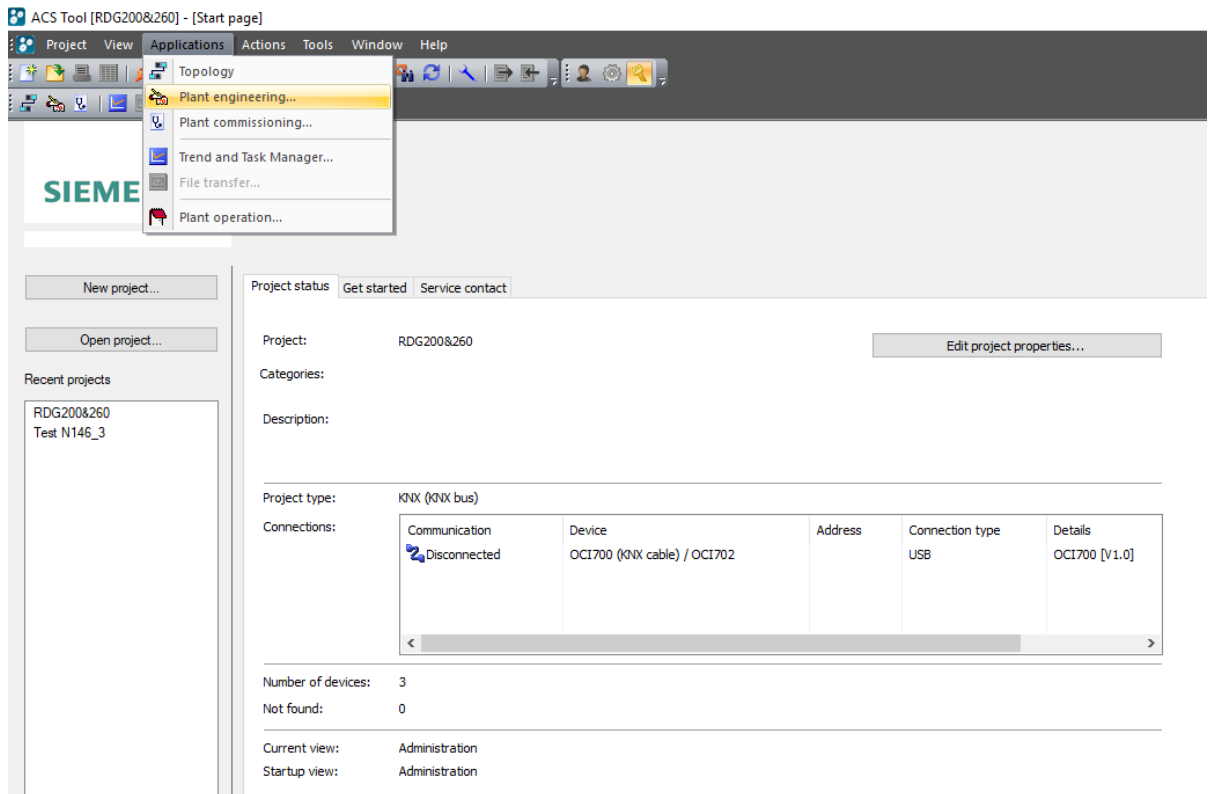 ACS Tool [RDG200&260] - [Start page]
Project View Applications Actions Tools Window Help
Topology
Plant engineering...
Plant commissioning...
Trend and Task Manager...
File transfer...
Plant operation...
SIEME
New project...
Open project...
Recent projects
RDG200&260
Test N146_3
Project status Get started Service contact
Project: RDG200&260 Edit project properties...
Categories:
Description:
Project type: KNX (KNX bus)
Connections:
Communication Device Address Connection type Details
Disconnected OCI700 (KNX cable) / OCI702 USB OCI700 [V1.0]
Number of devices: 3
Not found: 0
Current view: Administration
Startup view: Administration